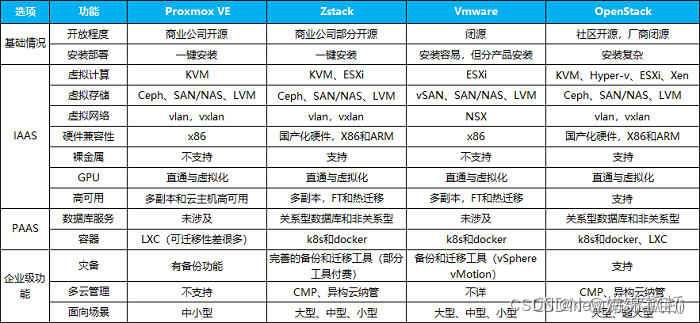 选项 功能 Proxmox VE Zstack Vmware OpenStack
基础情况 开放程度 商业公司开源 商业公司部分开源 闭源 社区开源，厂商闭源
安装部署 一键安装 一键安装 安装容易，但分产品安装 安装复杂
IAAS 虚拟计算 KVM KVM、ESXi ESXi KVM、Hyper-v、ESXi、Xen
虚拟存储 Ceph、SAN/NAS、LVM Ceph、SAN/NAS、LVM vSAN、SAN/NAS、LVM Ceph、SAN/NAS、LVM
虚拟网络 vlan，vxlan vlan，vxlan NSX vlan，vxlan
硬件兼容性 x86 国产化硬件，X86和ARM x86 国产化硬件，X86和ARM
裸金属 不支持 支持 不支持 支持
GPU 直通与虚拟化 直通与虚拟化 直通与虚拟化 直通与虚拟化
高可用 多副本和云主机高可用 多副本，FT和热迁移 多副本，FT和热迁移 支持
PAAS 数据库服务 未涉及 关系型数据库和非关系型 未涉及 关系型数据库和非关系型
容器 LXC（可迁移性差很多） k8s和docker k8s和docker k8s和docker、LXC
企业级功能 灾备 有备份功能 完善的备份和迁移工具（部分工具付费） 备份和迁移工具（vSphere vMotion） 支持
多云管理 不支持 CMP、异构云纳管 不详 CMP、异构云纳管
面向场景 中小型 大型、中型、小型 大型、中型、小型 大型、超大型